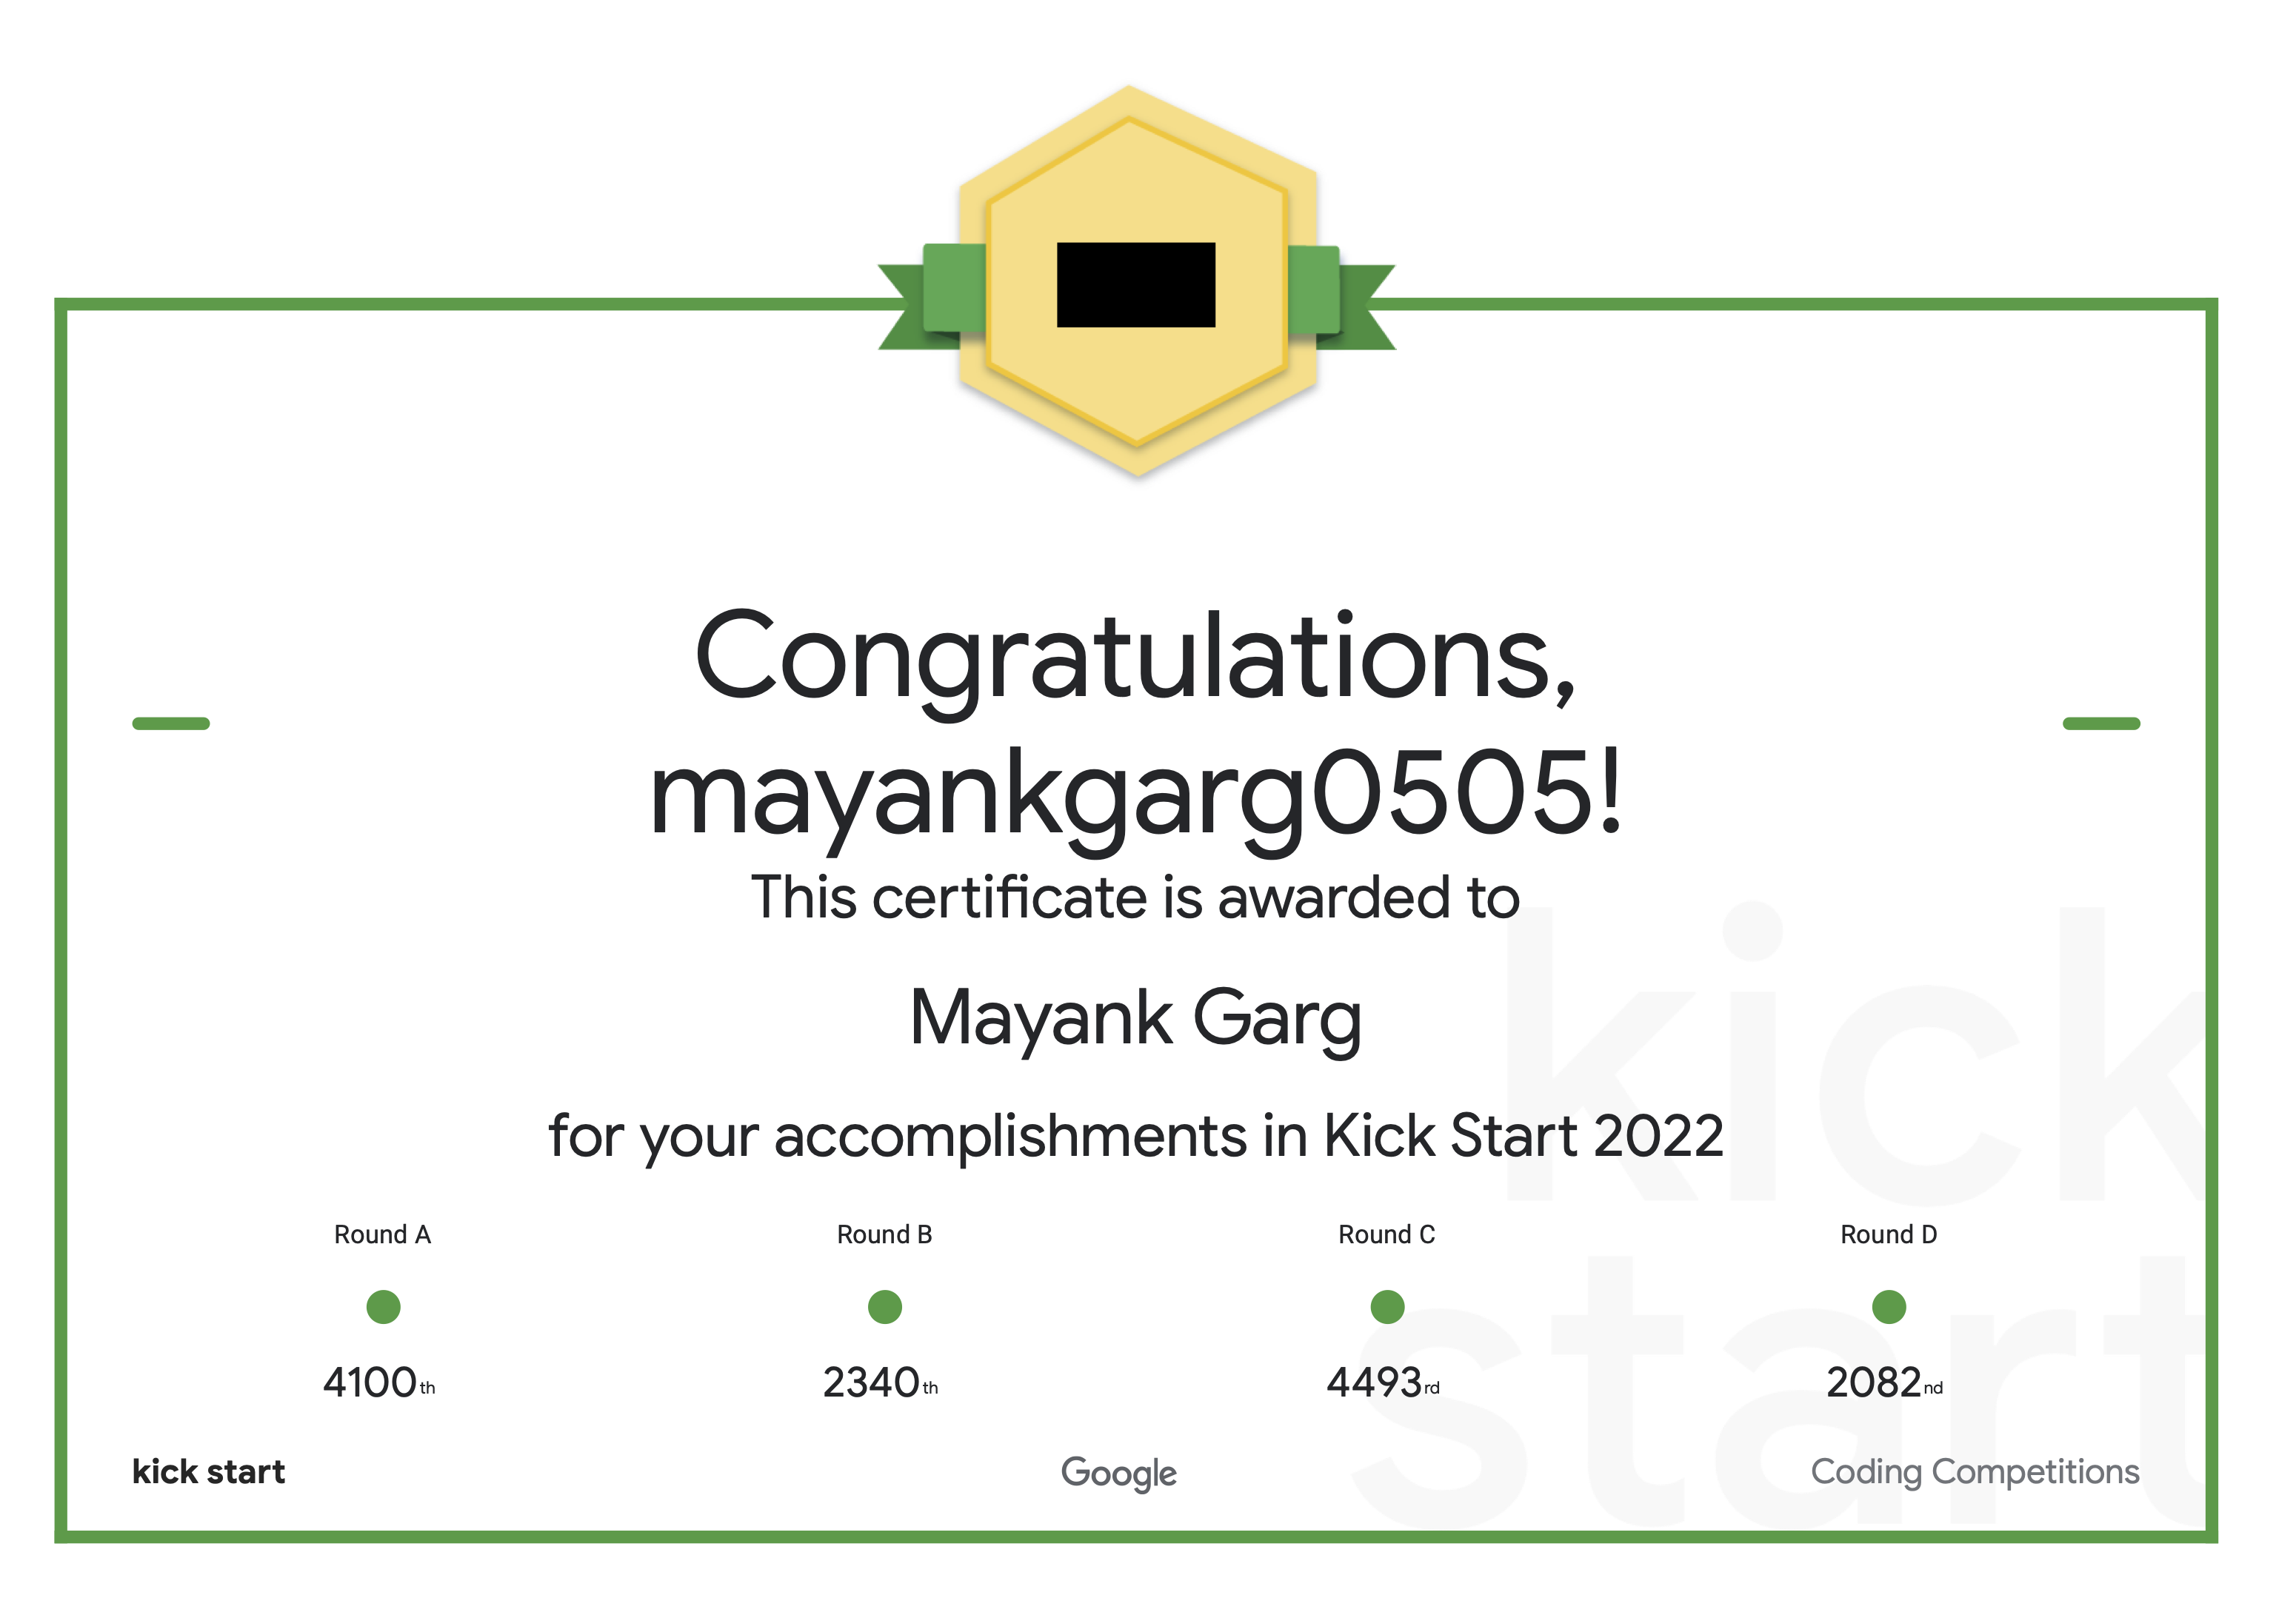 Congratulations,
mayankgarg0505!
This certificate is awarded to
Mayank Garg
for your accomplishments in Kick Start 2022
Round A Round B Round C Round D
4100th 2340th 4493rd 2082nd
kick start Google Coding Competitions
kick
start